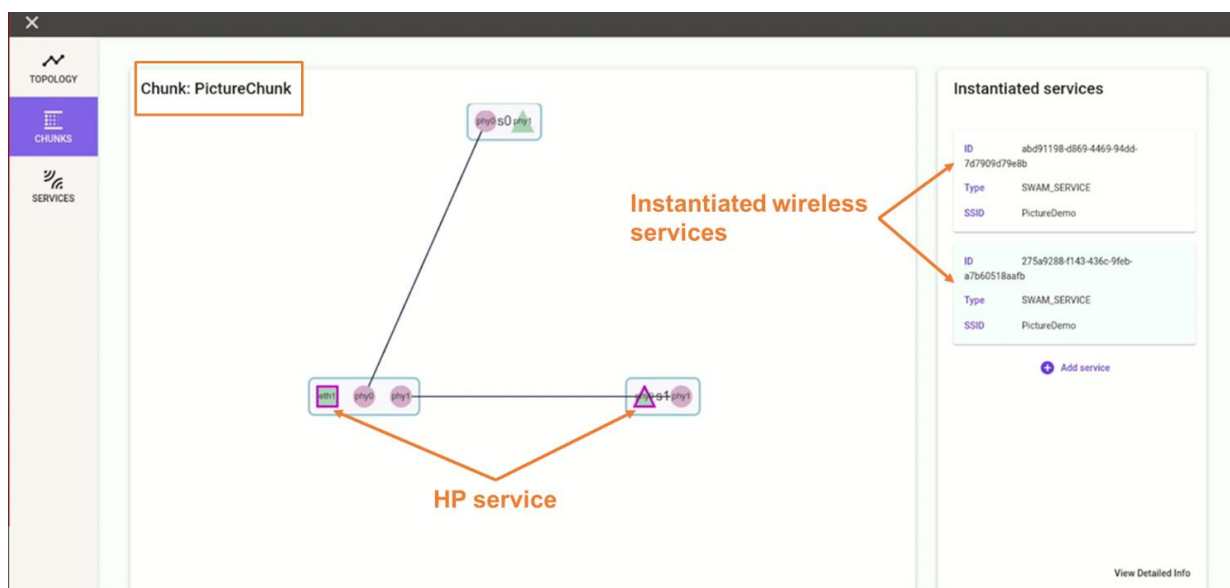 TOPOLOGY
CHUNKS
SERVICES
Chunk: PictureChunk
phy0 s0 phy1
eth1 phy0 phy1
phy0 s1 phy1
HP service
Instantiated wireless
services
Instantiated services
ID abd91198-d869-4469-94dd-
7d7909d79e8b
Type SWAM_SERVICE
SSID PictureDemo
ID 275a9288-f143-436c-9feb-
a7b60518aafb
Type SWAM_SERVICE
SSID PictureDemo
Add service
View Detailed Info